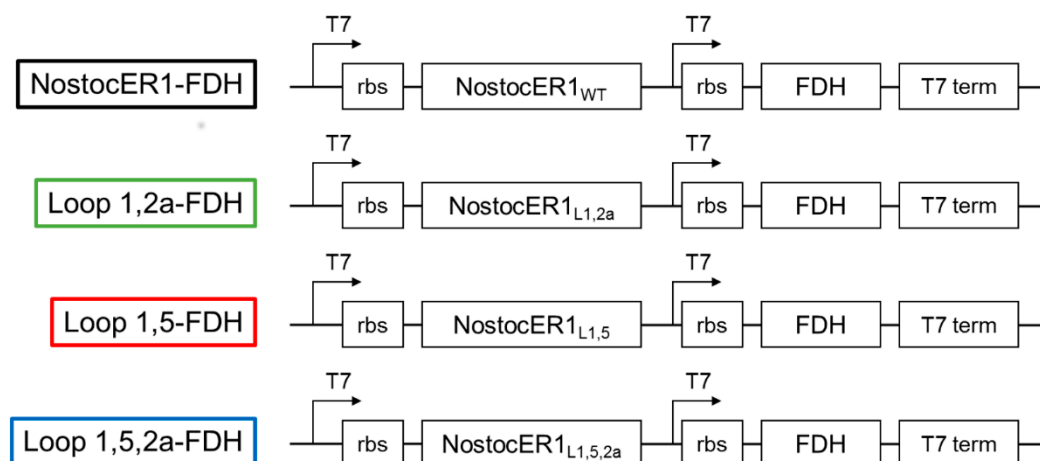 T7 T7
NostocER1-FDH rbs NostocER1WT rbs FDH T7 term
T7 T7
Loop 1,2a-FDH rbs NostocER1L1,2a rbs FDH T7 term
T7 T7
Loop 1,5-FDH rbs NostocER1L1,5 rbs FDH T7 term
T7 T7
Loop 1,5,2a-FDH rbs NostocER1L1,5,2a rbs FDH T7 term